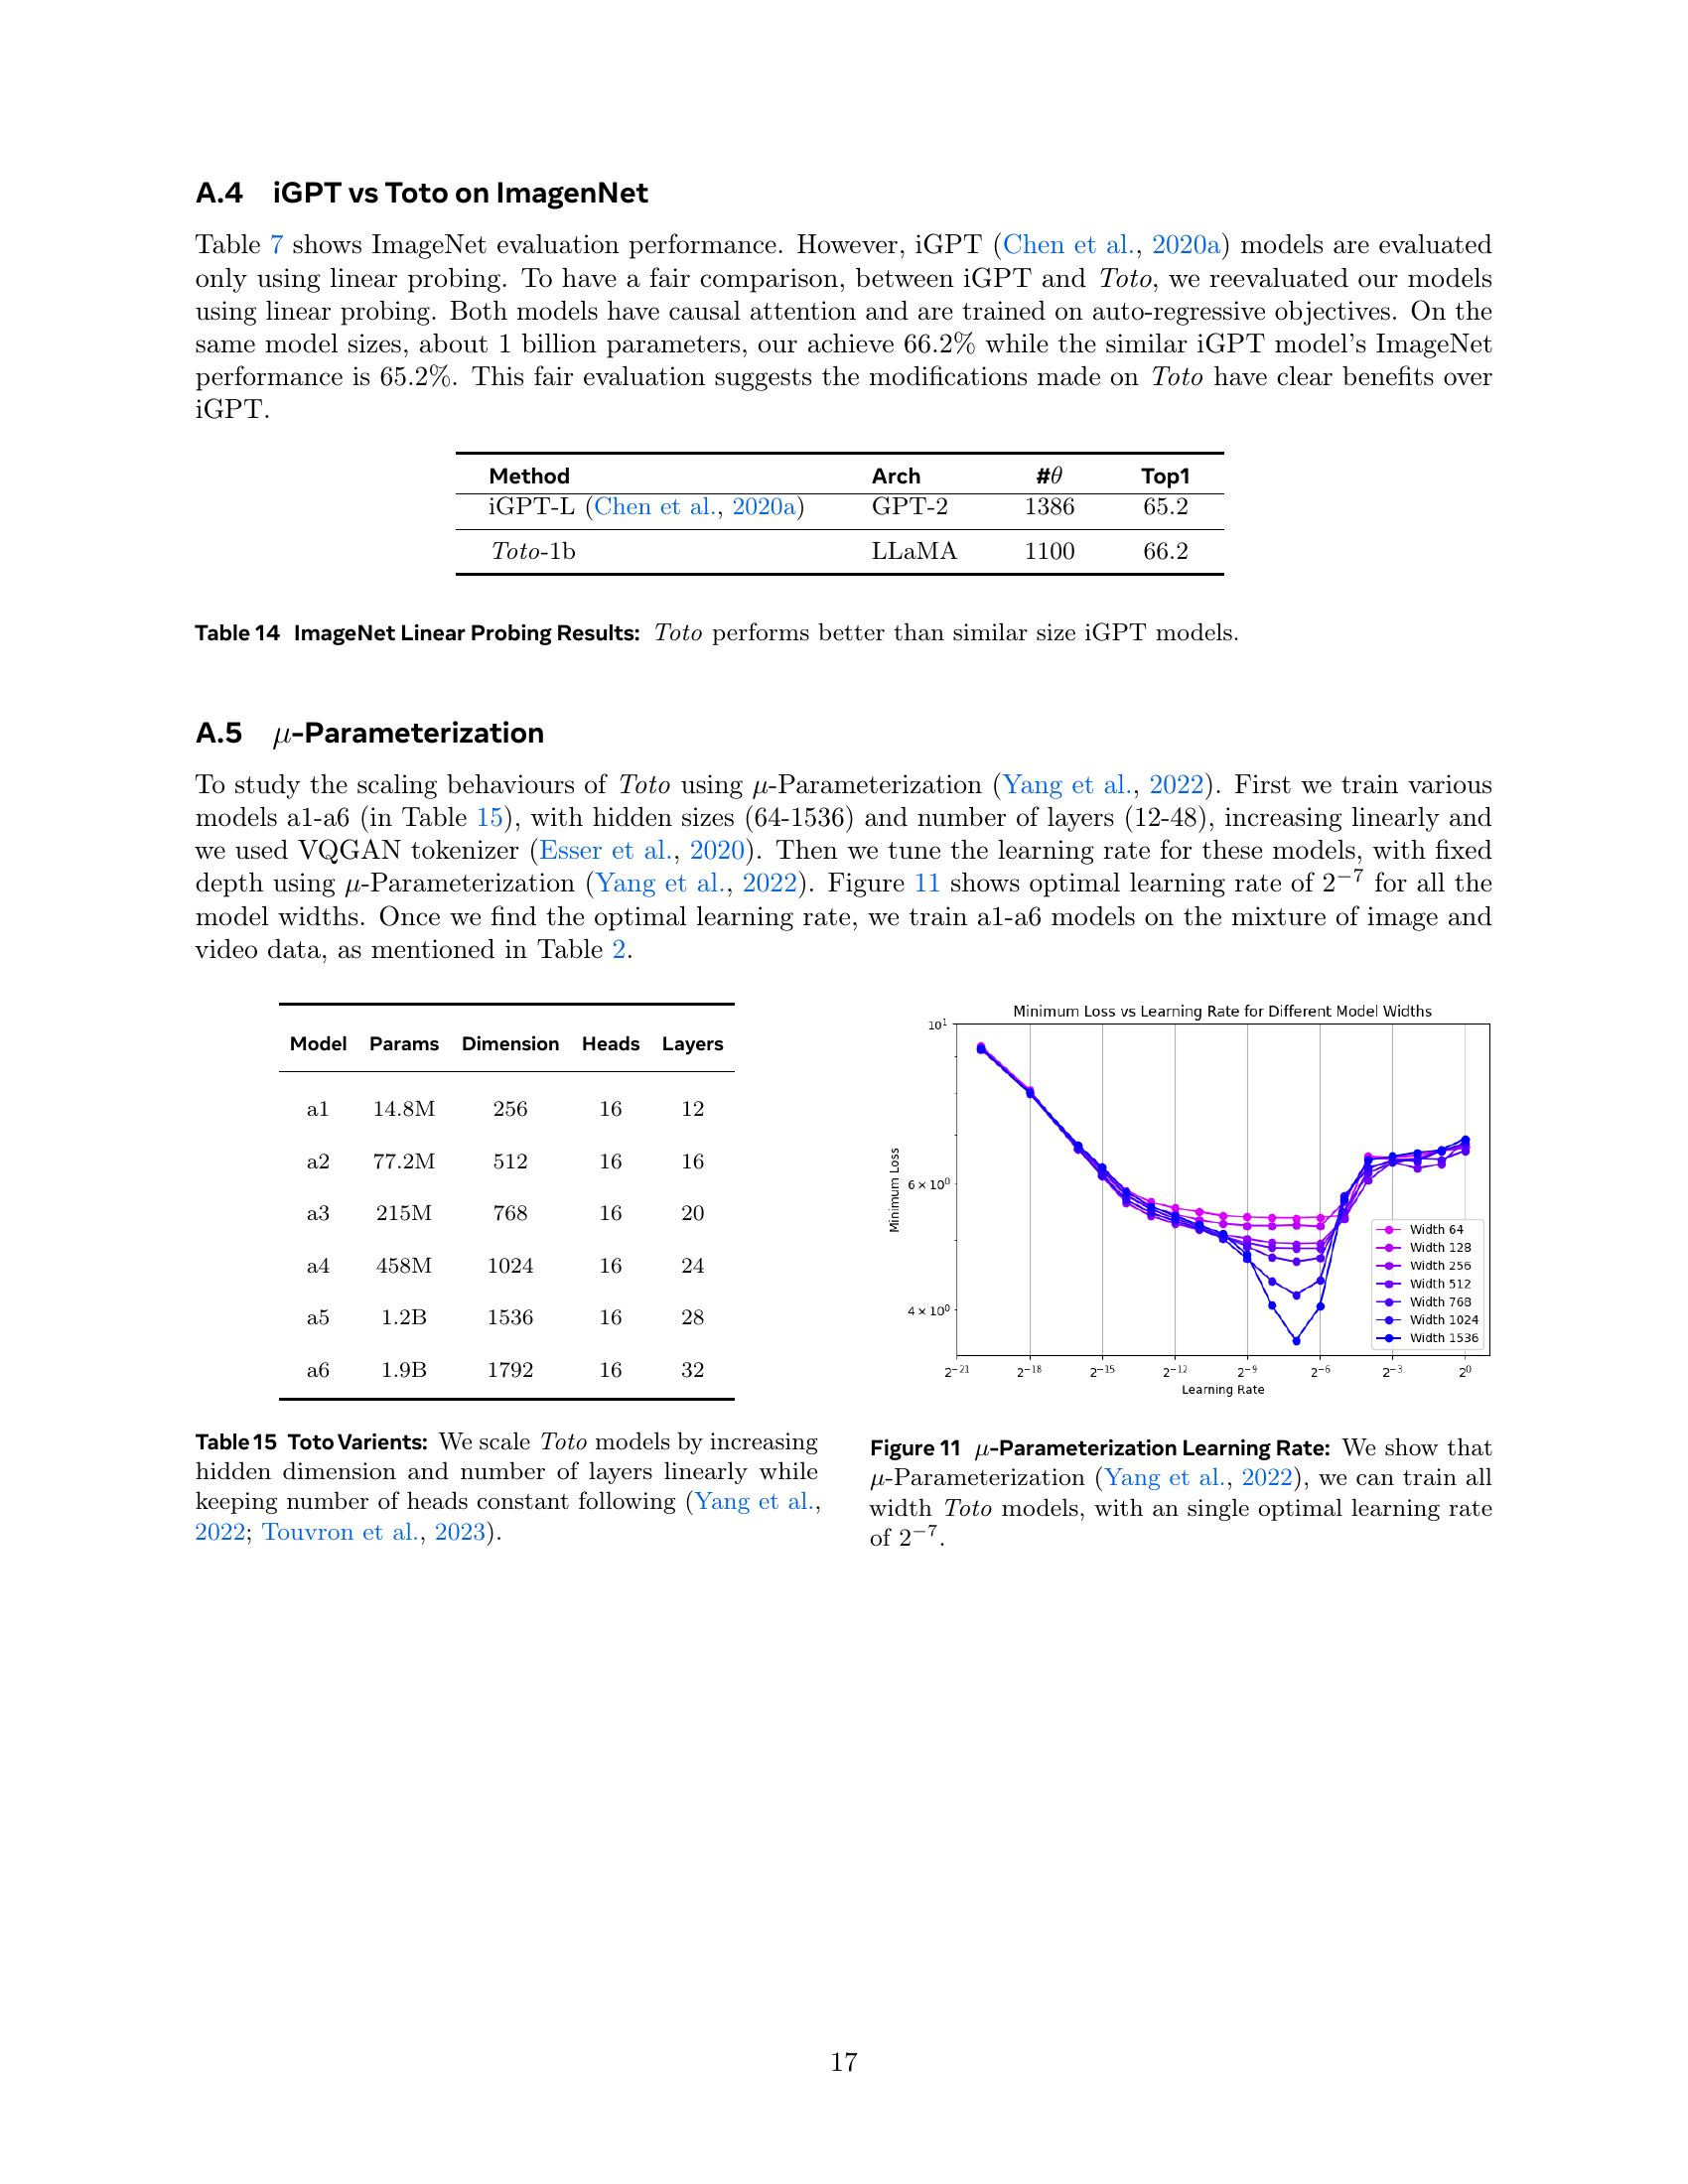 A.4 iGPT vs Toto on ImagenNet
Table 7 shows ImageNet evaluation performance. However, iGPT (Chen et al., 2020a) models are evaluated
only using linear probing. To have a fair comparison, between iGPT and Toto, we reevaluated our models
using linear probing. Both models have causal attention and are trained on auto-regressive objectives. On the
same model sizes, about 1 billion parameters, our achieve 66.2% while the similar iGPT model's ImageNet
performance is 65.2%. This fair evaluation suggests the modifications made on Toto have clear benefits over
iGPT.
Method Arch #θ Top1
iGPT-L (Chen et al., 2020a) GPT-2 1386 65.2
Toto-1b LLaMA 1100 66.2
Table 14 ImageNet Linear Probing Results: Toto performs better than similar size iGPT models.
A.5 μ-Parameterization
To study the scaling behaviours of Toto using μ-Parameterization (Yang et al., 2022). First we train various
models a1-a6 (in Table 15), with hidden sizes (64-1536) and number of layers (12-48), increasing linearly and
we used VQGAN tokenizer (Esser et al., 2020). Then we tune the learning rate for these models, with fixed
depth using μ-Parameterization (Yang et al., 2022). Figure 11 shows optimal learning rate of 2⁻⁷ for all the
model widths. Once we find the optimal learning rate, we train a1-a6 models on the mixture of image and
video data, as mentioned in Table 2.
Model Params Dimension Heads Layers
a1 14.8M 256 16 12
a2 77.2M 512 16 16
a3 215M 768 16 20
a4 458M 1024 16 24
a5 1.2B 1536 16 28
a6 1.9B 1792 16 32
Table 15 Toto Varients: We scale Toto models by increasing
hidden dimension and number of layers linearly while
keeping number of heads constant following (Yang et al.,
2022; Touvron et al., 2023).
Minimum Loss vs Learning Rate for Different Model Widths
Minimum Loss
10¹
6 × 10⁰
4 × 10⁰
Width 64
Width 128
Width 256
Width 512
Width 768
Width 1024
Width 1536
2⁻²¹ 2⁻¹⁸ 2⁻¹⁵ 2⁻¹² 2⁻⁹ 2⁻⁶ 2⁻³ 2⁰
Learning Rate
Figure 11 μ-Parameterization Learning Rate: We show that
μ-Parameterization (Yang et al., 2022), we can train all
width Toto models, with an single optimal learning rate
of 2⁻⁷.
17